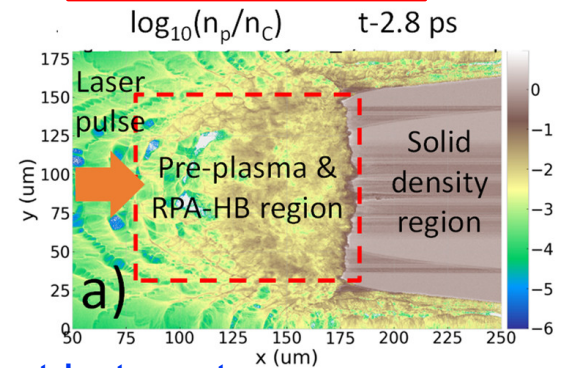 log10(np/nC) t-2.8 ps
175
150
125
100
75
50
25
0
y (um)
Laser
pulse
Pre-plasma &
RPA-HB region
Solid
density
region
a)
0
−1
−2
−3
−4
−5
−6
50 75 100 125 150 175 200 225 250
x (um)